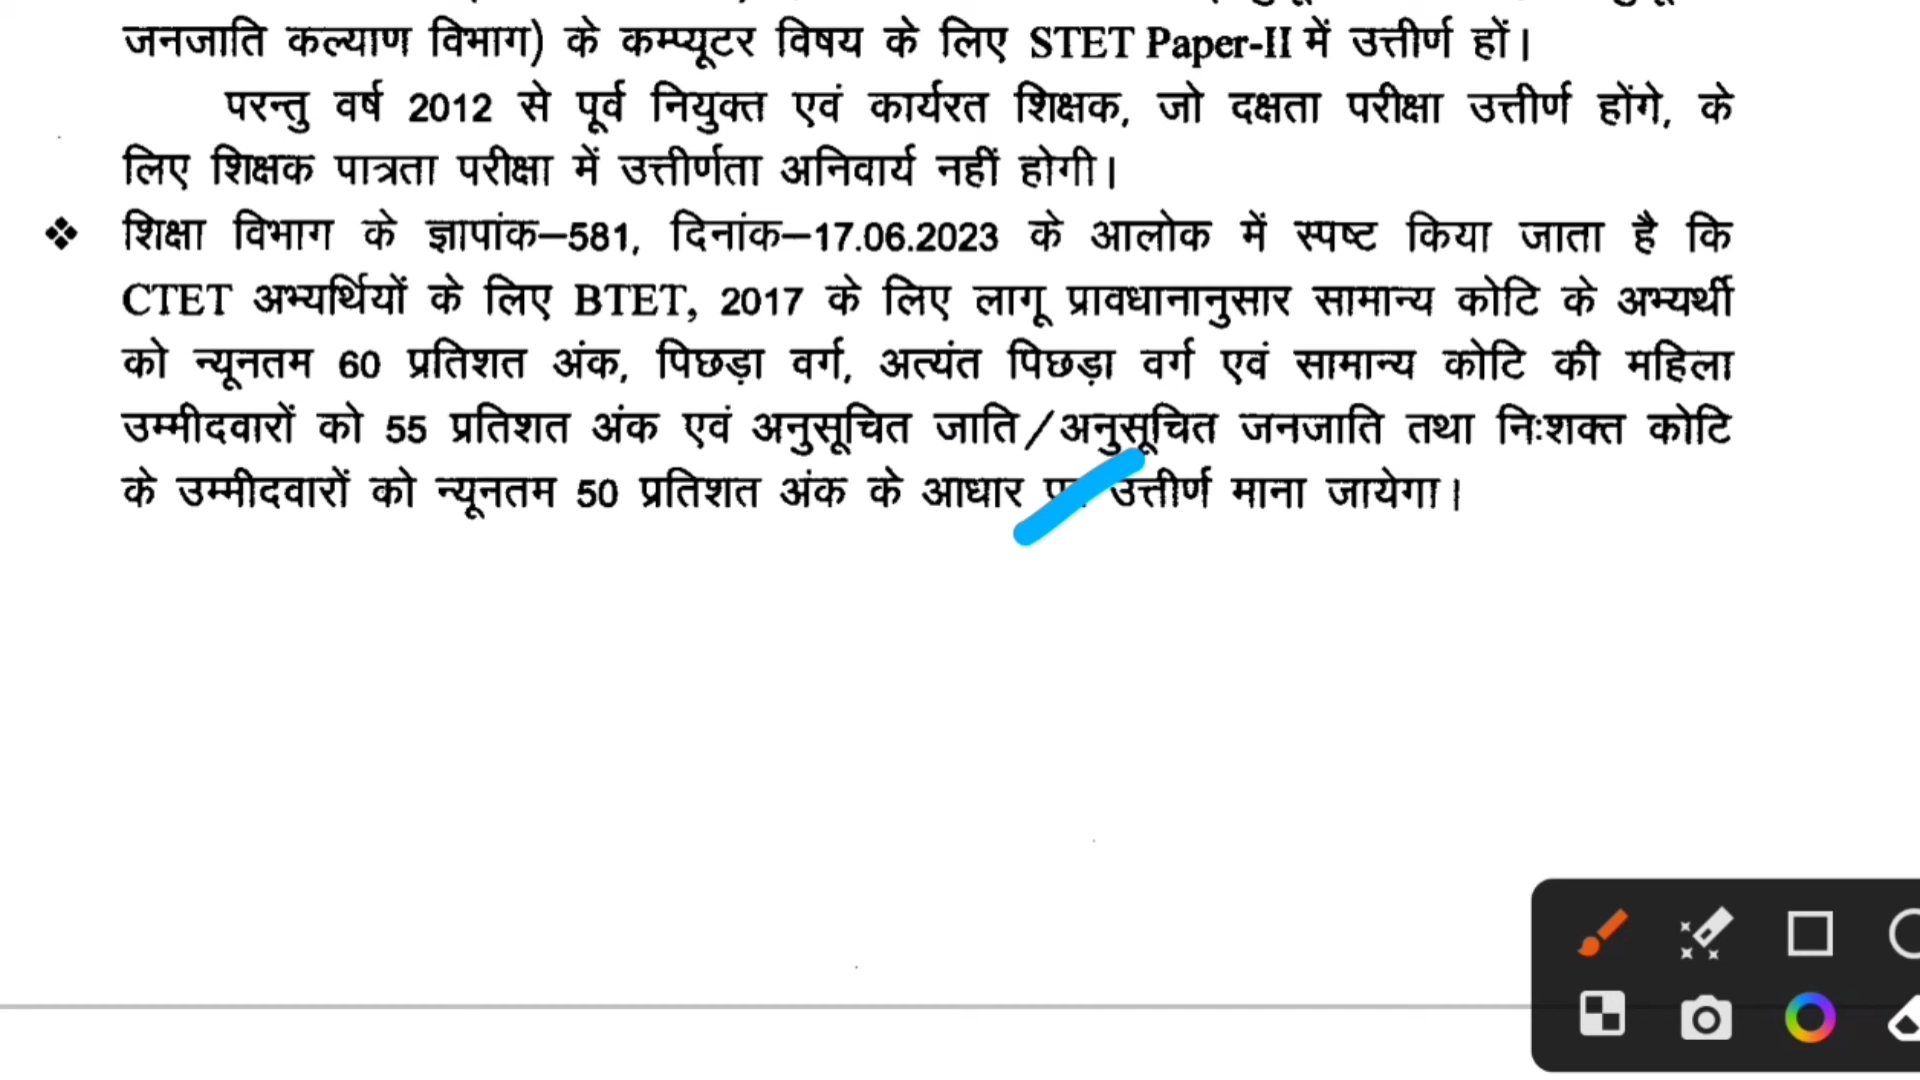 जनजाति कल्याण विभाग) के कम्प्यूटर विषय के लिए STET Paper-II में उत्तीर्ण हों।
परन्तु वर्ष 2012 से पूर्व नियुक्त एवं कार्यरत शिक्षक, जो दक्षता परीक्षा उत्तीर्ण होंगे, के
लिए शिक्षक पात्रता परीक्षा में उत्तीर्णता अनिवार्य नहीं होगी।
❖ शिक्षा विभाग के ज्ञापांक–581, दिनांक–17.06.2023 के आलोक में स्पष्ट किया जाता है कि
CTET अभ्यर्थियों के लिए BTET, 2017 के लिए लागू प्रावधानानुसार सामान्य कोटि के अभ्यर्थी
को न्यूनतम 60 प्रतिशत अंक, पिछड़ा वर्ग, अत्यंत पिछड़ा वर्ग एवं सामान्य कोटि की महिला
उम्मीदवारों को 55 प्रतिशत अंक एवं अनुसूचित जाति/अनुसूचित जनजाति तथा निःशक्त कोटि
के उम्मीदवारों को न्यूनतम 50 प्रतिशत अंक के आधार पर उत्तीर्ण माना जायेगा।